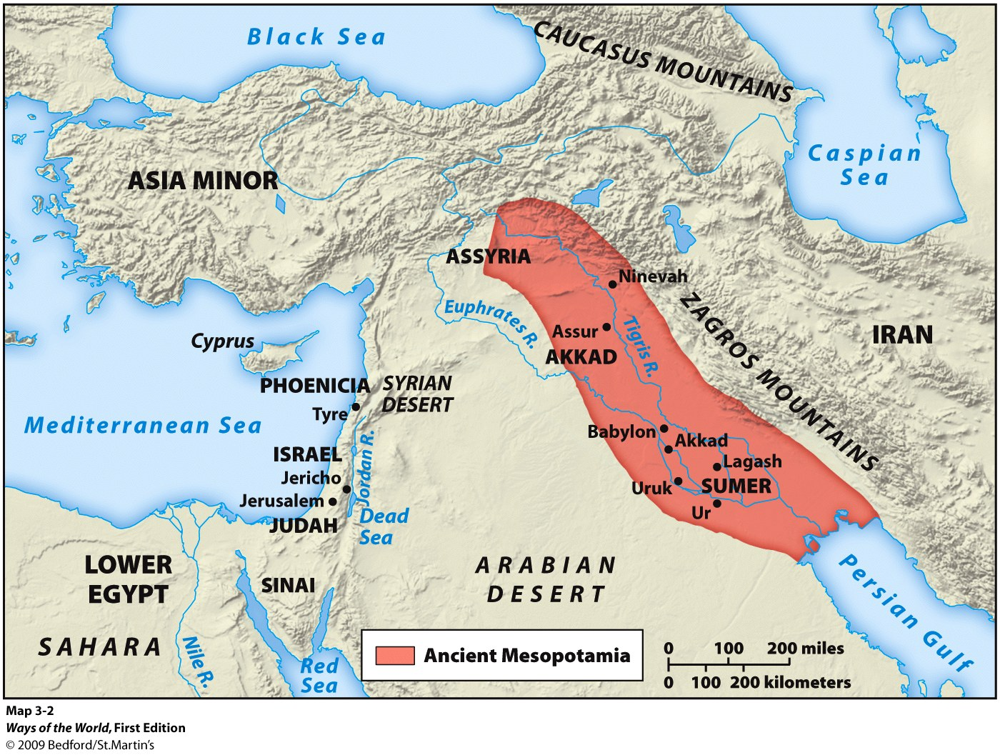 Black Sea
CAUCASUS MOUNTAINS
Caspian
Sea
ASIA MINOR
ASSYRIA
Ninevah
ZAGROS MOUNTAINS
Euphrates R.
Tigris R.
IRAN
Assur
AKKAD
Cyprus
PHOENICIA
SYRIAN
DESERT
Tyre
Mediterranean Sea
Babylon
Akkad
ISRAEL
Jordan R.
Lagash
Jericho
Uruk
SUMER
Jerusalem
Ur
JUDAH
Dead
Sea
LOWER
EGYPT
ARABIAN
DESERT
Persian Gulf
SINAI
SAHARA
Nile R.
Red
Sea
Ancient Mesopotamia
0 100 200 miles
0 100 200 kilometers
Map 3-2
Ways of the World, First Edition
© 2009 Bedford/St.Martin's